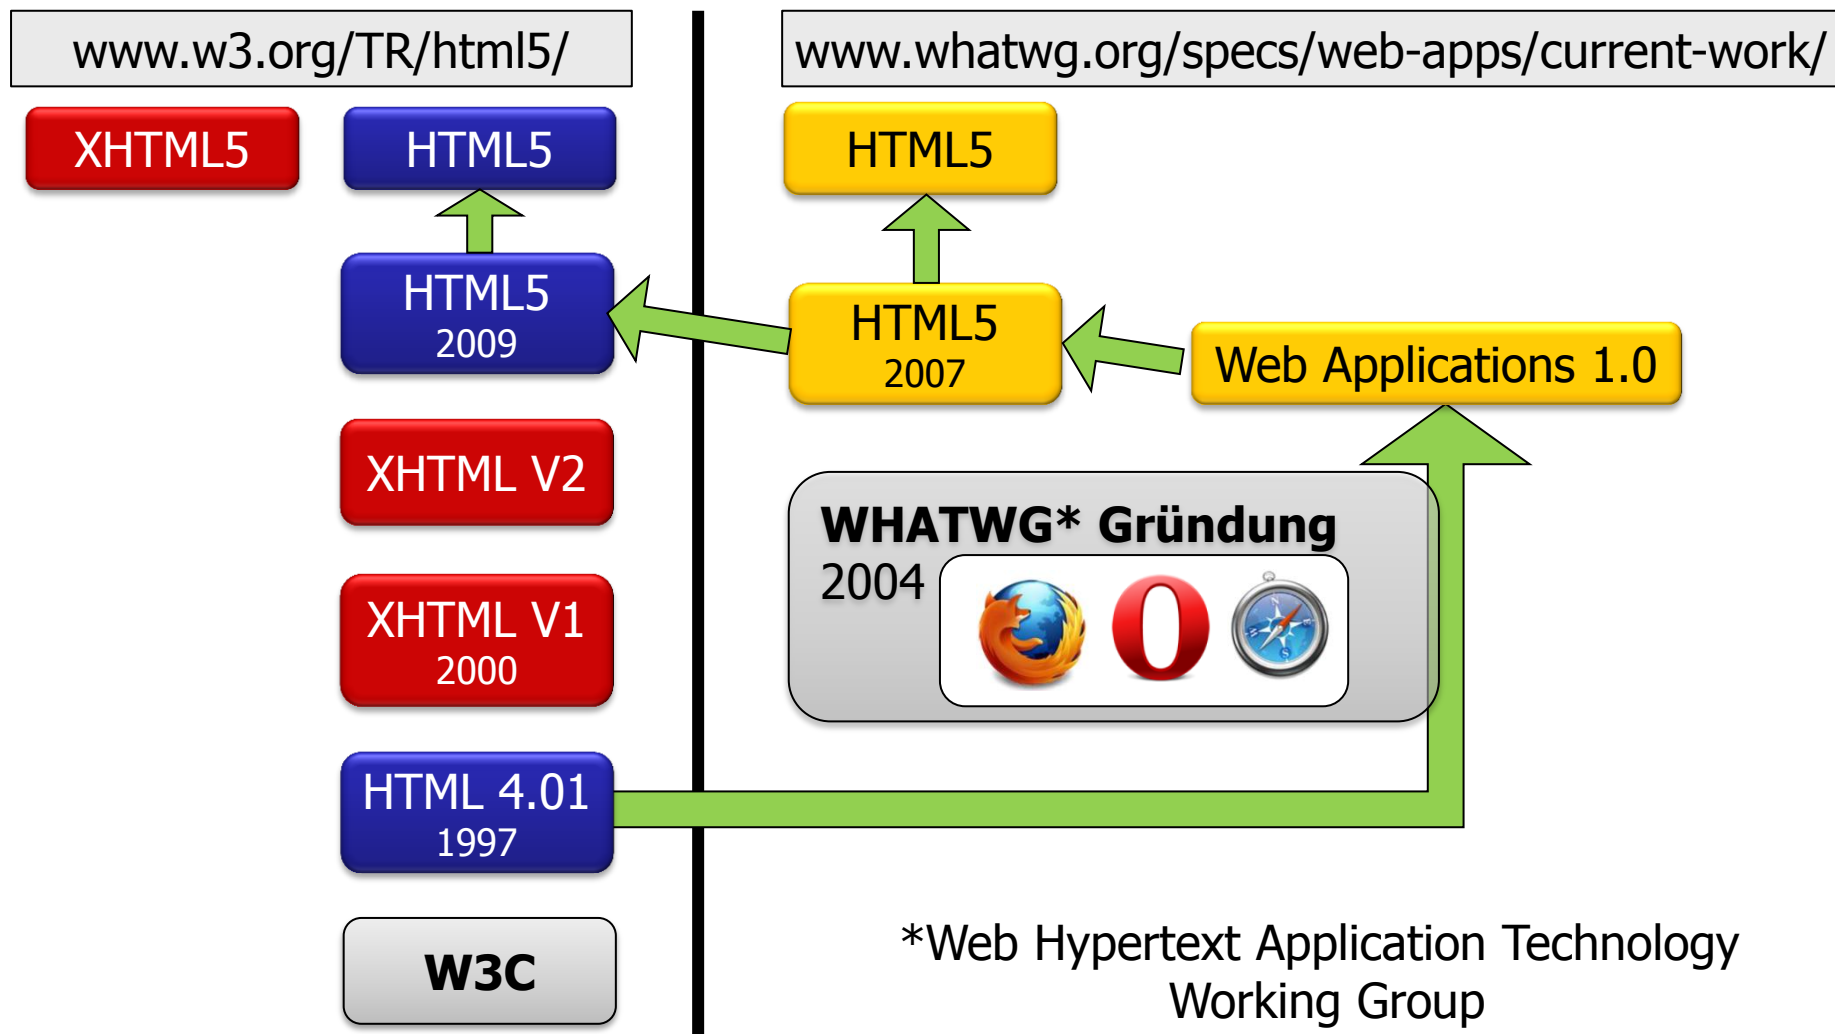 www.w3.org/TR/html5/
www.whatwg.org/specs/web-apps/current-work/
XHTML5
HTML5
HTML5
HTML5
2009
HTML5
2007
Web Applications 1.0
XHTML V2
WHATWG* Gründung
2004
XHTML V1
2000
HTML 4.01
1997
W3C
*Web Hypertext Application Technology
Working Group